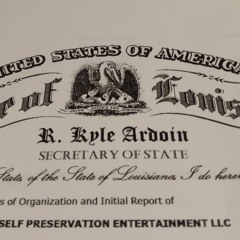 UNITED STATES OF AMERICA
of Louis
R. Kyle Ardoin
SECRETARY OF STATE
State, of the State of Louisiana, I do here
s of Organization and Initial Report of
SELF PRESERVATION ENTERTAINMENT LLC